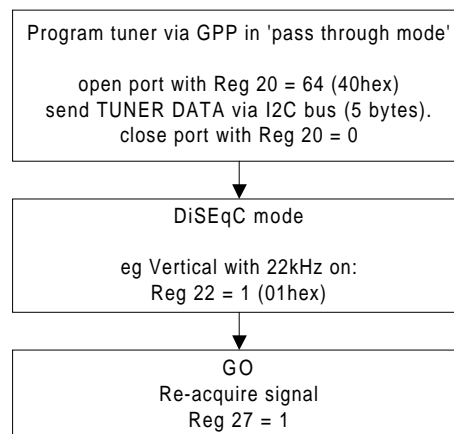 Program tuner via GPP in 'pass through mode'
open port with Reg 20 = 64 (40hex)
send TUNER DATA via I2C bus (5 bytes).
close port with Reg 20 = 0
DiSEqC mode
eg Vertical with 22kHz on:
Reg 22 = 1 (01hex)
GO
Re-acquire signal
Reg 27 = 1